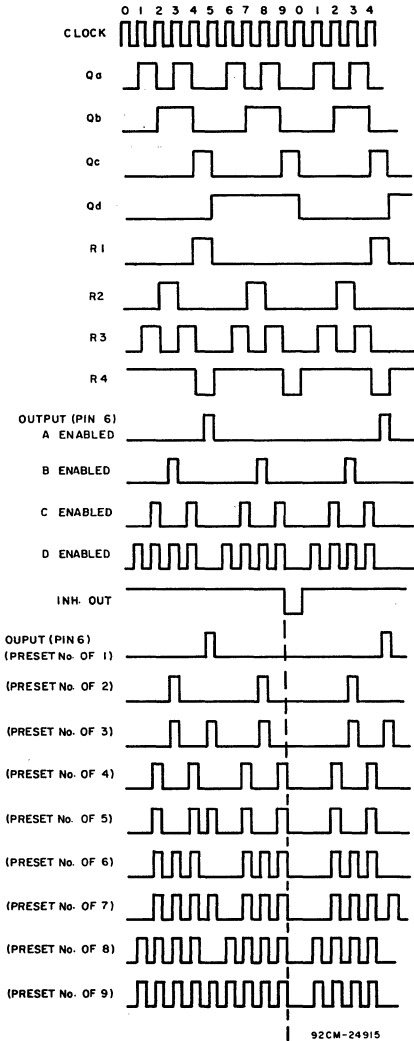 0 1 2 3 4 5 6 7 8 9 0 1 2 3 4
CLOCK
Qa
Qb
Qc
Qd
R1
R2
R3
R4
OUTPUT (PIN 6)
A ENABLED
B ENABLED
C ENABLED
D ENABLED
INH. OUT
OUPUT (PIN 6)
(PRESET No. OF 1)
(PRESET No. OF 2)
(PRESET No. OF 3)
(PRESET No. OF 4)
(PRESET No. OF 5)
(PRESET No. OF 6)
(PRESET No. OF 7)
(PRESET No. OF 8)
(PRESET No. OF 9)
92CM-24915